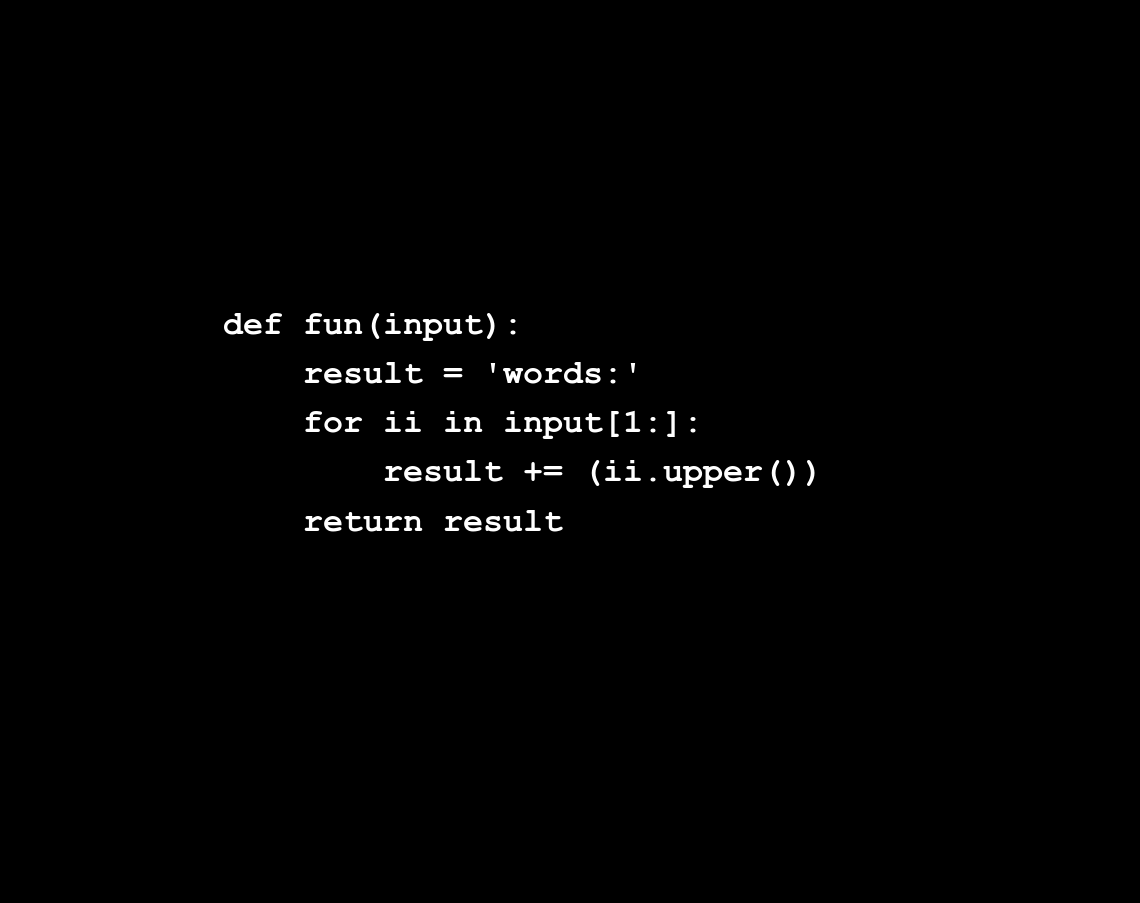 def fun(input):
    result = 'words:'
    for ii in input[1:]:
        result += (ii.upper())
    return result